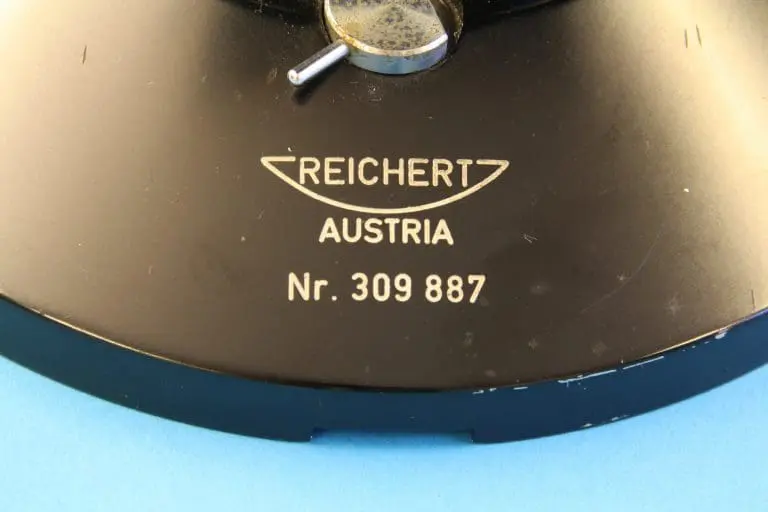 REICHERT
AUSTRIA
Nr. 309 887